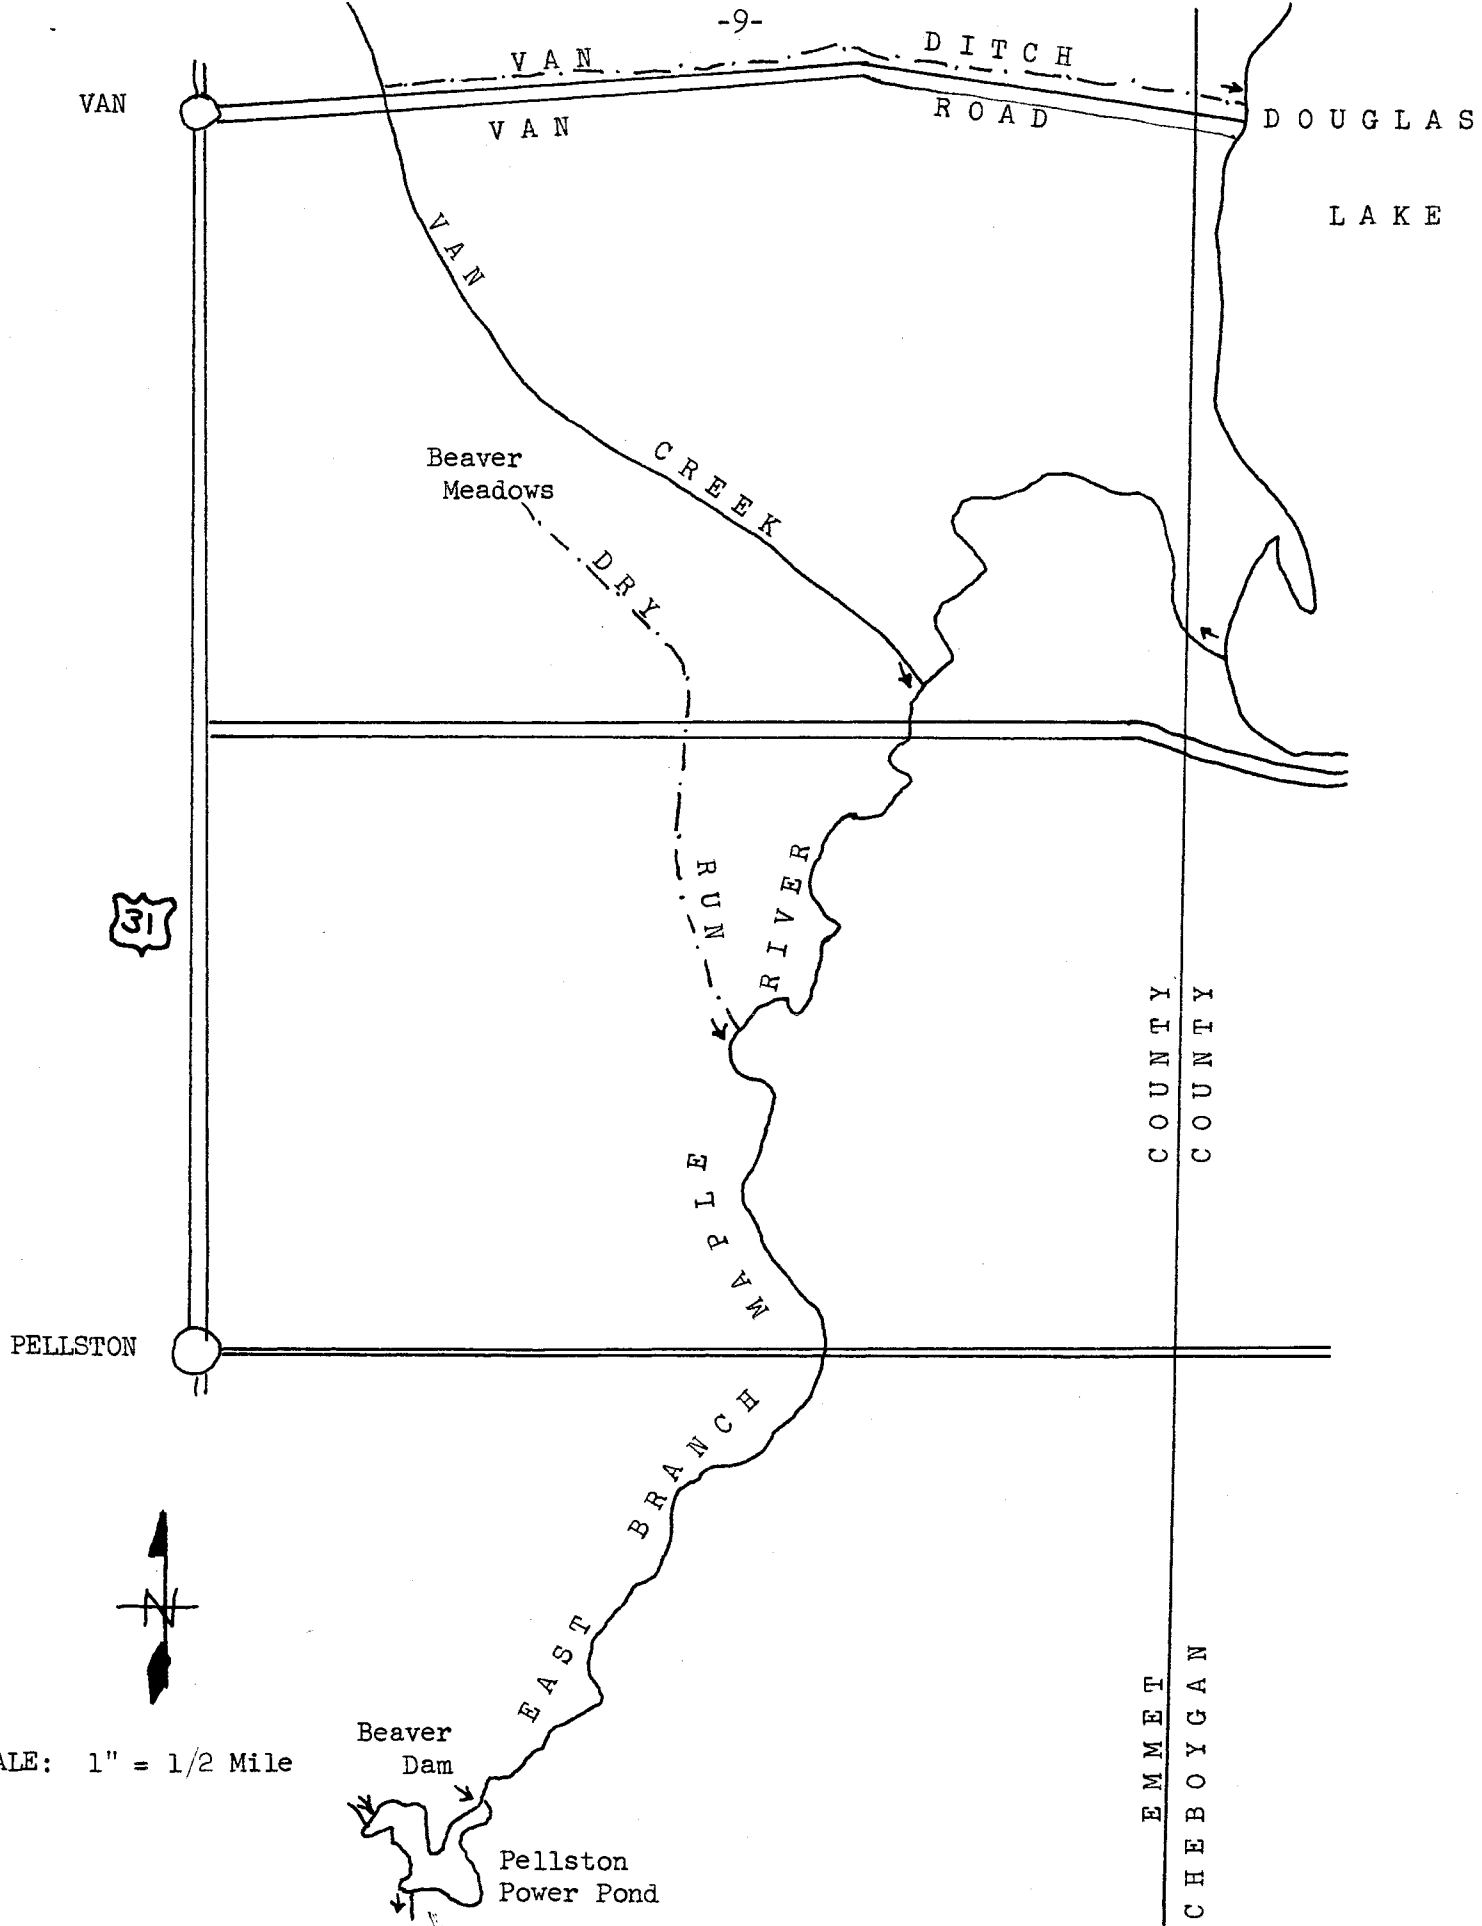 -9-
VAN DITCH
VAN
VAN ROAD
DOUGLAS
LAKE
VAN CREEK
Beaver
Meadows
DRY RUN
31
RIVER
COUNTY
COUNTY
MAPLE
PELLSTON
BRANCH
N
EAST
EMMET
CHEBOYGAN
Beaver
Dam
ALE: 1" = 1/2 Mile
Pellston
Power Pond